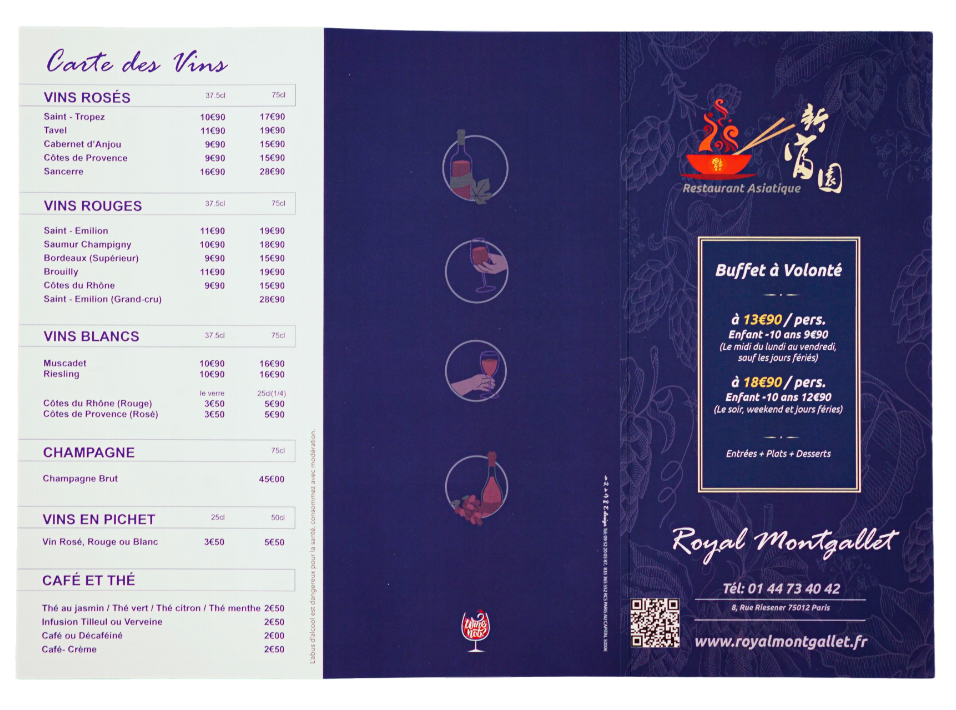 Carte des Vins
VINS ROSÉS 37.5cl 75cl
Saint - Tropez 10€90 17€90
Tavel 11€90 19€90
Cabernet d'Anjou 9€90 15€90
Côtes de Provence 9€90 15€90
Sancerre 16€90 28€90
VINS ROUGES 37.5cl 75cl
Saint - Emilion 11€90 19€90
Saumur Champigny 10€90 18€90
Bordeaux (Supérieur) 9€90 15€90
Brouilly 11€90 19€90
Côtes du Rhône 9€90 15€90
Saint - Emilion (Grand-cru) 28€90
VINS BLANCS 37.5cl 75cl
Muscadet 10€90 16€90
Riesling 10€90 16€90
le verre 25cl(1/4)
Côtes du Rhône (Rouge) 3€50 5€90
Côtes de Provence (Rosé) 3€50 5€90
CHAMPAGNE 75cl
Champagne Brut 45€00
VINS EN PICHET 25cl 50cl
Vin Rosé, Rouge ou Blanc 3€50 5€50
CAFÉ ET THÉ
Thé au jasmin / Thé vert / Thé citron / Thé menthe 2€50
Infusion Tilleul ou Verveine 2€50
Café ou Décaféiné 2€00
Café- Crème 2€50
L'abus d'alcool est dangereux pour la santé, consommez avec modération.
Wine
Not?
新
富
園
Restaurant Asiatique
Buffet à Volonté
à 13€90 / pers.
Enfant -10 ans 9€90
(Le midi du lundi au vendredi,
sauf les jours fériés)
à 18€90 / pers.
Enfant -10 ans 12€90
(Le soir, weekend et jours féries)
Entrées + Plats + Desserts
Royal Montgallet
Tél: 01 44 73 40 42
8, Rue Riesener 75012 Paris
www.royalmontgallet.fr